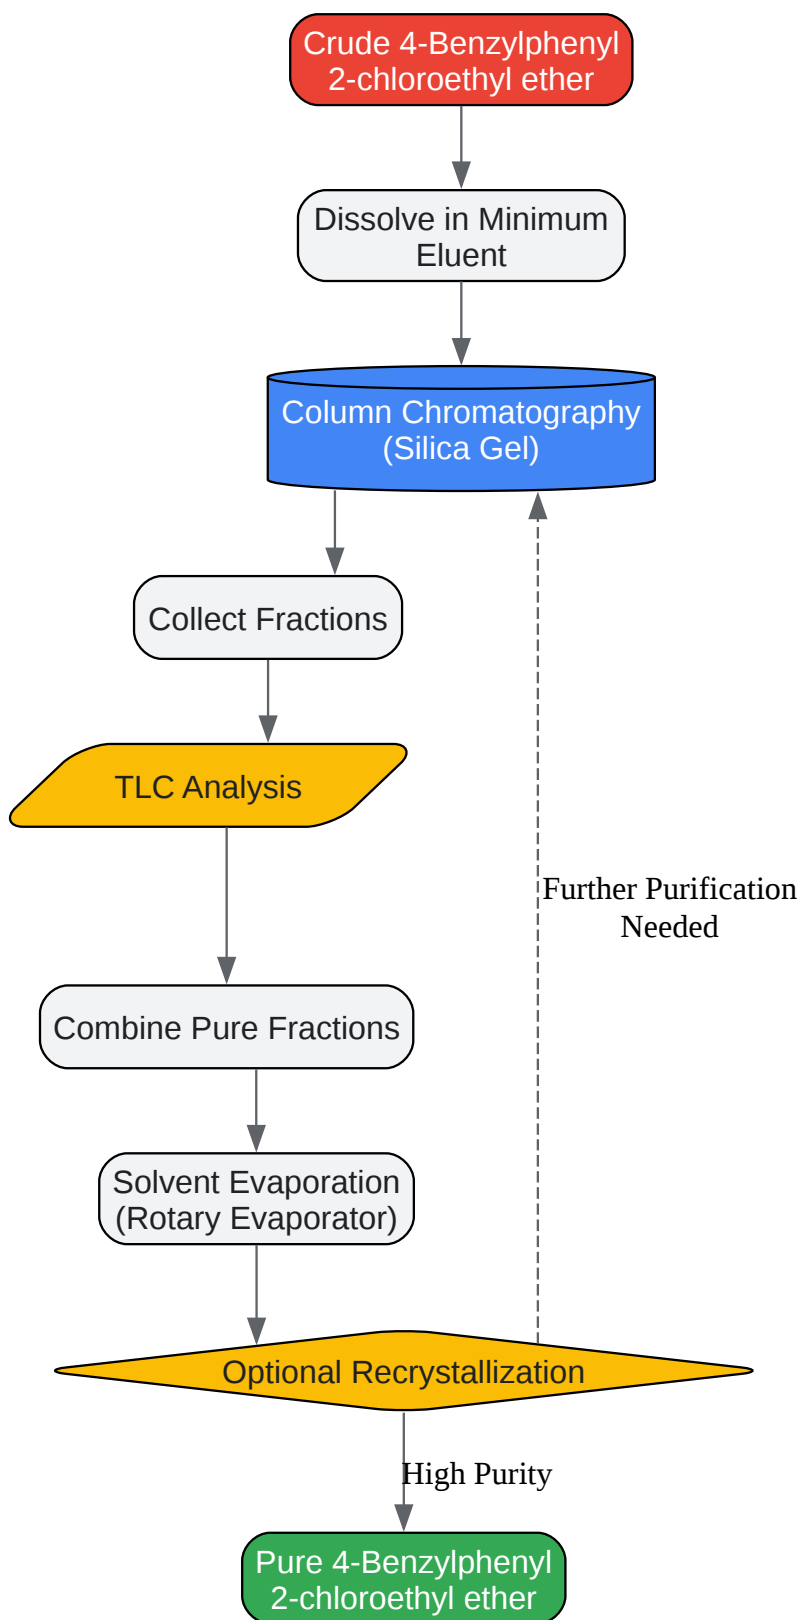 Crude 4-Benzylphenyl
2-chloroethyl ether
Dissolve in Minimum
Eluent
Column Chromatography
(Silica Gel)
Collect Fractions
TLC Analysis
Further Purification
Needed
Combine Pure Fractions
Solvent Evaporation
(Rotary Evaporator)
Optional Recrystallization
High Purity
Pure 4-Benzylphenyl
2-chloroethyl ether